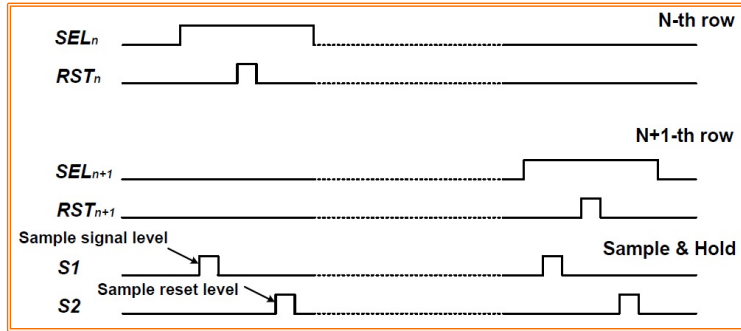 N-th row
SELn
RSTn
N+1-th row
SELn+1
RSTn+1
Sample signal level
Sample & Hold
S1
Sample reset level
S2